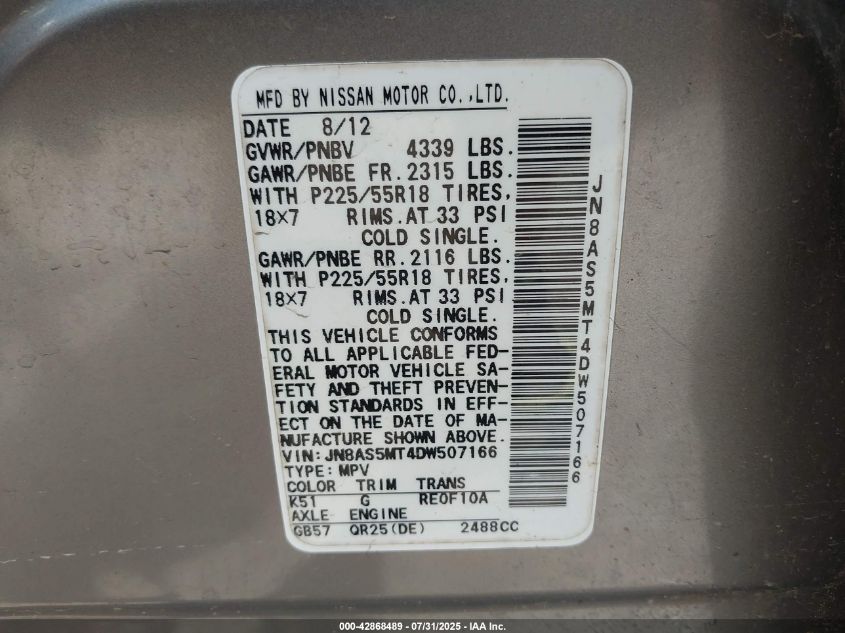 MFD BY NISSAN MOTOR CO.,LTD.
DATE 8/12
GVWR/PNBV 4339 LBS.
GAWR/PNBE FR. 2315 LBS.
WITH P225/55R18 TIRES,
18X7 RIMS. AT 33 PSI
COLD SINGLE.
GAWR/PNBE RR. 2116 LBS.
WITH P225/55R18 TIRES,
18X7 RIMS. AT 33 PSI
COLD SINGLE.
THIS VEHICLE CONFORMS
TO ALL APPLICABLE FED-
ERAL MOTOR VEHICLE SA-
FETY AND THEFT PREVEN-
TION STANDARDS IN EFF-
ECT ON THE DATE OF MA-
NUFACTURE SHOWN ABOVE.
VIN: JN8AS5MT4DW507166
TYPE: MPV
COLOR TRIM TRANS
K51 G RE0F10A
AXLE ENGINE
GB57 QR25(DE) 2488CC
JN8AS5MT4DW507166
000-42868489 - 07/31/2025 - IAA Inc.